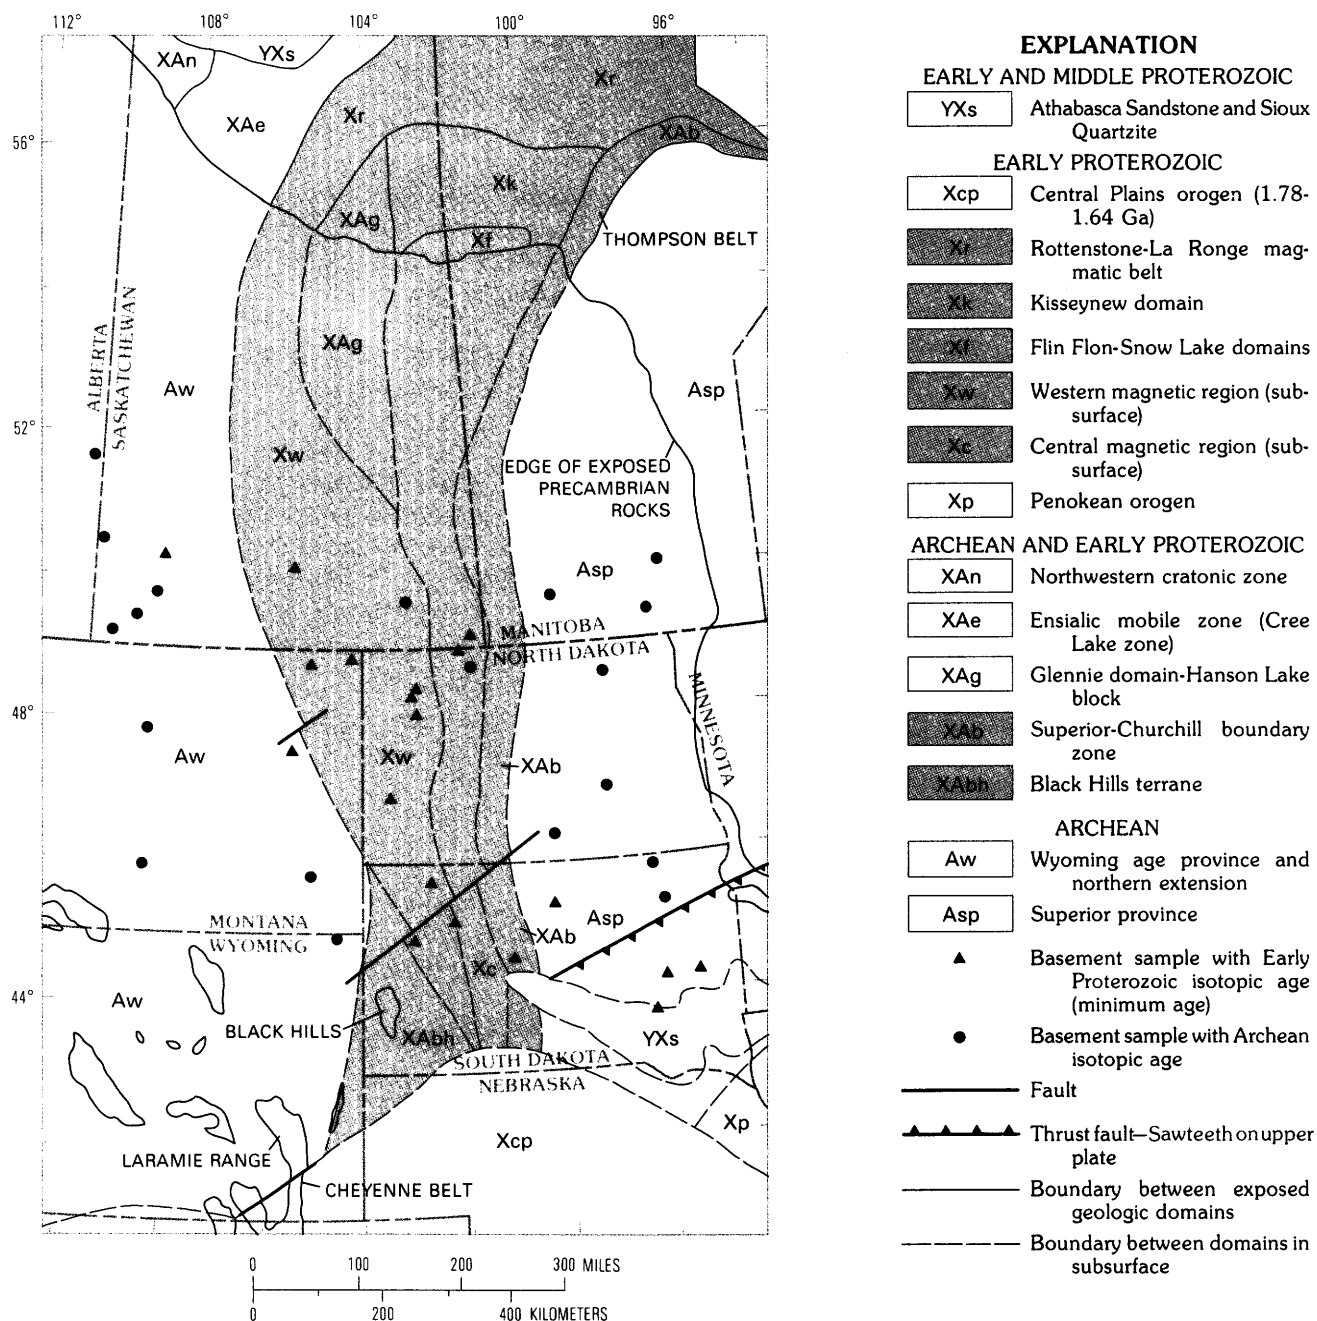 112° 108° 104° 100° 96°
XAn
YXs
Xr
Xr
XAe
56°
XAb
Xk
XAg
Xf
THOMPSON BELT
ALBERTA
SASKATCHEWAN
XAg
Aw
Asp
52°
Xw
EDGE OF EXPOSED
PRECAMBRIAN
ROCKS
Asp
MANITOBA
NORTH DAKOTA
MINNESOTA
48°
Aw
Xw
XAb
MONTANA
WYOMING
Asp
XAb
Xc
44°
Aw
BLACK HILLS
XAbh
YXs
SOUTH DAKOTA
NEBRASKA
Xp
Xcp
LARAMIE RANGE
CHEYENNE BELT
0 100 200 300 MILES
0 200 400 KILOMETERS
EXPLANATION
EARLY AND MIDDLE PROTEROZOIC
YXs Athabasca Sandstone and Sioux
Quartzite
EARLY PROTEROZOIC
Xcp Central Plains orogen (1.78-
1.64 Ga)
Xr Rottenstone-La Ronge mag-
matic belt
Xk Kisseynew domain
Xf Flin Flon-Snow Lake domains
Xw Western magnetic region (sub-
surface)
Xc Central magnetic region (sub-
surface)
Xp Penokean orogen
ARCHEAN AND EARLY PROTEROZOIC
XAn Northwestern cratonic zone
XAe Ensialic mobile zone (Cree
Lake zone)
XAg Glennie domain-Hanson Lake
block
XAb Superior-Churchill boundary
zone
XAbh Black Hills terrane
ARCHEAN
Aw Wyoming age province and
northern extension
Asp Superior province
Basement sample with Early
Proterozoic isotopic age
(minimum age)
Basement sample with Archean
isotopic age
Fault
Thrust fault—Sawteeth on upper
plate
Boundary between exposed
geologic domains
Boundary between domains in
subsurface